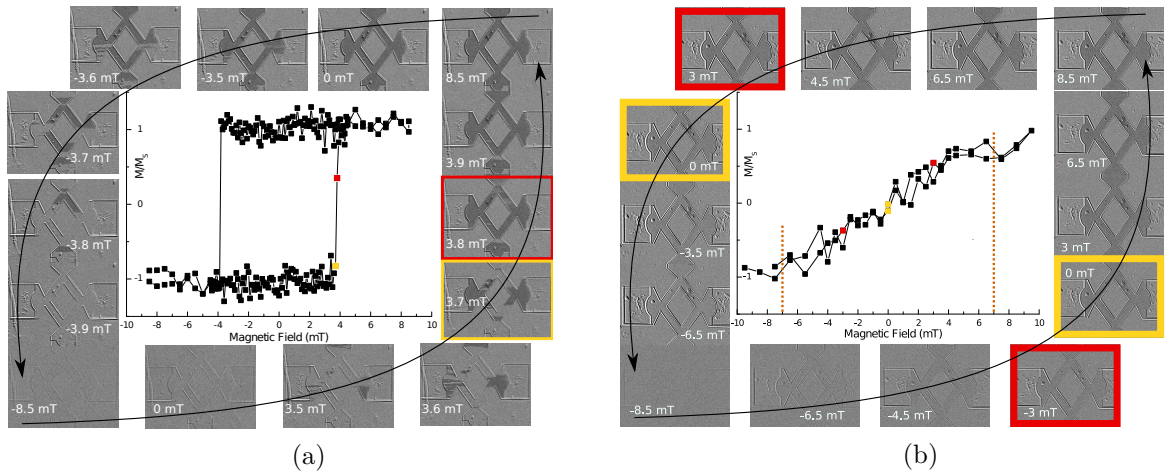 -3.6 mT
-3.5 mT
0 mT
8.5 mT
-3.7 mT
3.9 mT
-3.8 mT
3.8 mT
-3.9 mT
3.7 mT
-8.5 mT
0 mT
3.5 mT
3.6 mT
M/Ms
1
0
-1
-10 -8 -6 -4 -2 0 2 4 6 8 10
Magnetic Field (mT)
(a)
3 mT
4.5 mT
6.5 mT
8.5 mT
0 mT
6.5 mT
-3.5 mT
3 mT
-6.5 mT
0 mT
-8.5 mT
-6.5 mT
-4.5 mT
-3 mT
M/Ms
1
0
-1
-10 -8 -6 -4 -2 0 2 4 6 8 10
Magnetic Field (mT)
(b)